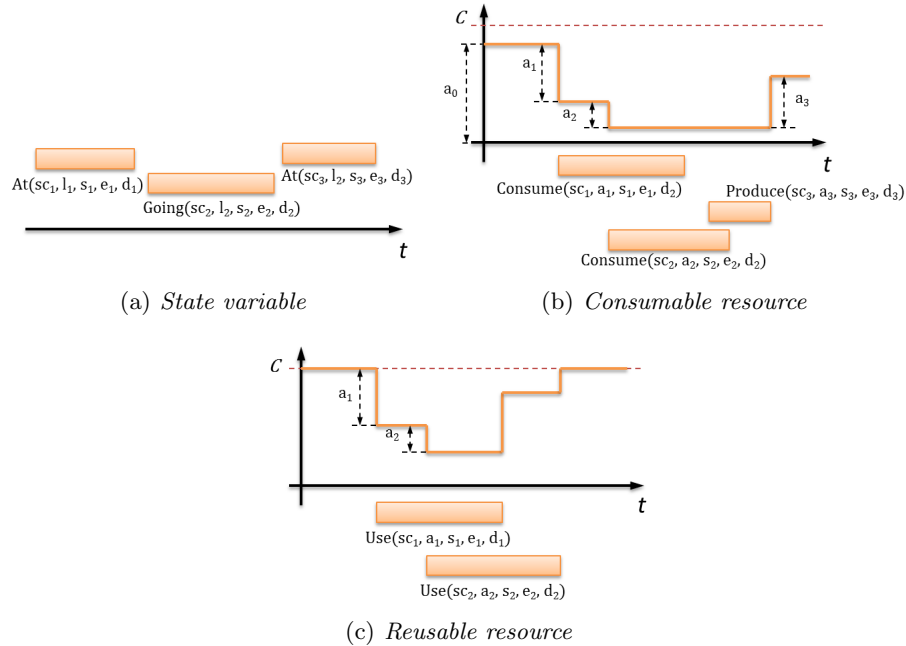 C
a₀
a₁
a₂
a₃
t
At(sc₁, l₁, s₁, e₁, d₁)
Going(sc₂, l₂, s₂, e₂, d₂)
At(sc₃, l₂, s₃, e₃, d₃)
t
Consume(sc₁, a₁, s₁, e₁, d₂)
Produce(sc₃, a₃, s₃, e₃, d₃)
Consume(sc₂, a₂, s₂, e₂, d₂)
(a) State variable
(b) Consumable resource
C
a₁
a₂
t
Use(sc₁, a₁, s₁, e₁, d₁)
Use(sc₂, a₂, s₂, e₂, d₂)
(c) Reusable resource